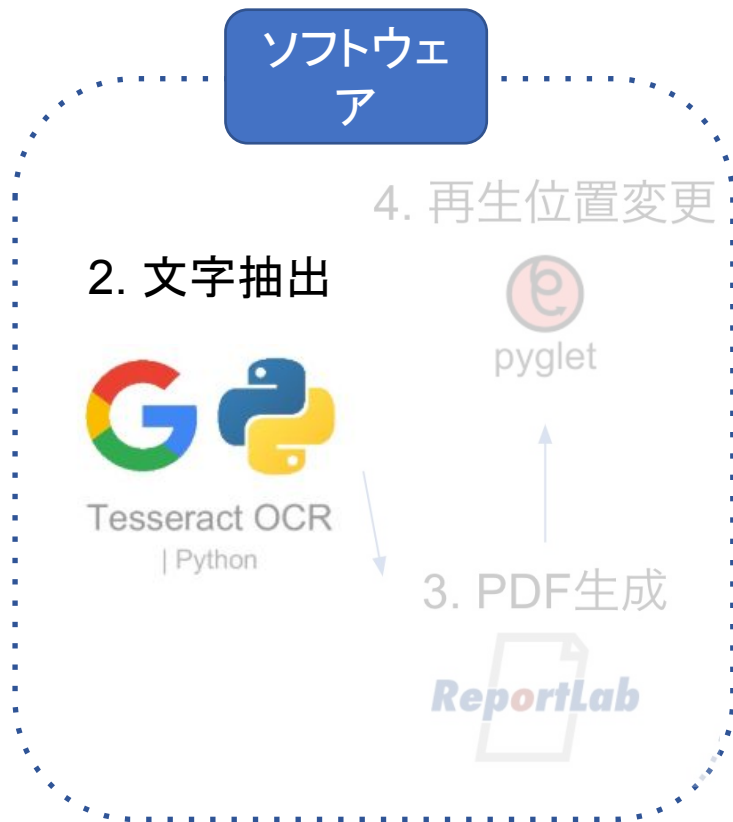 ソフトウェ
ア
4. 再生位置変更
2. 文字抽出
pyglet
Tesseract OCR
| Python
3. PDF生成
ReportLab